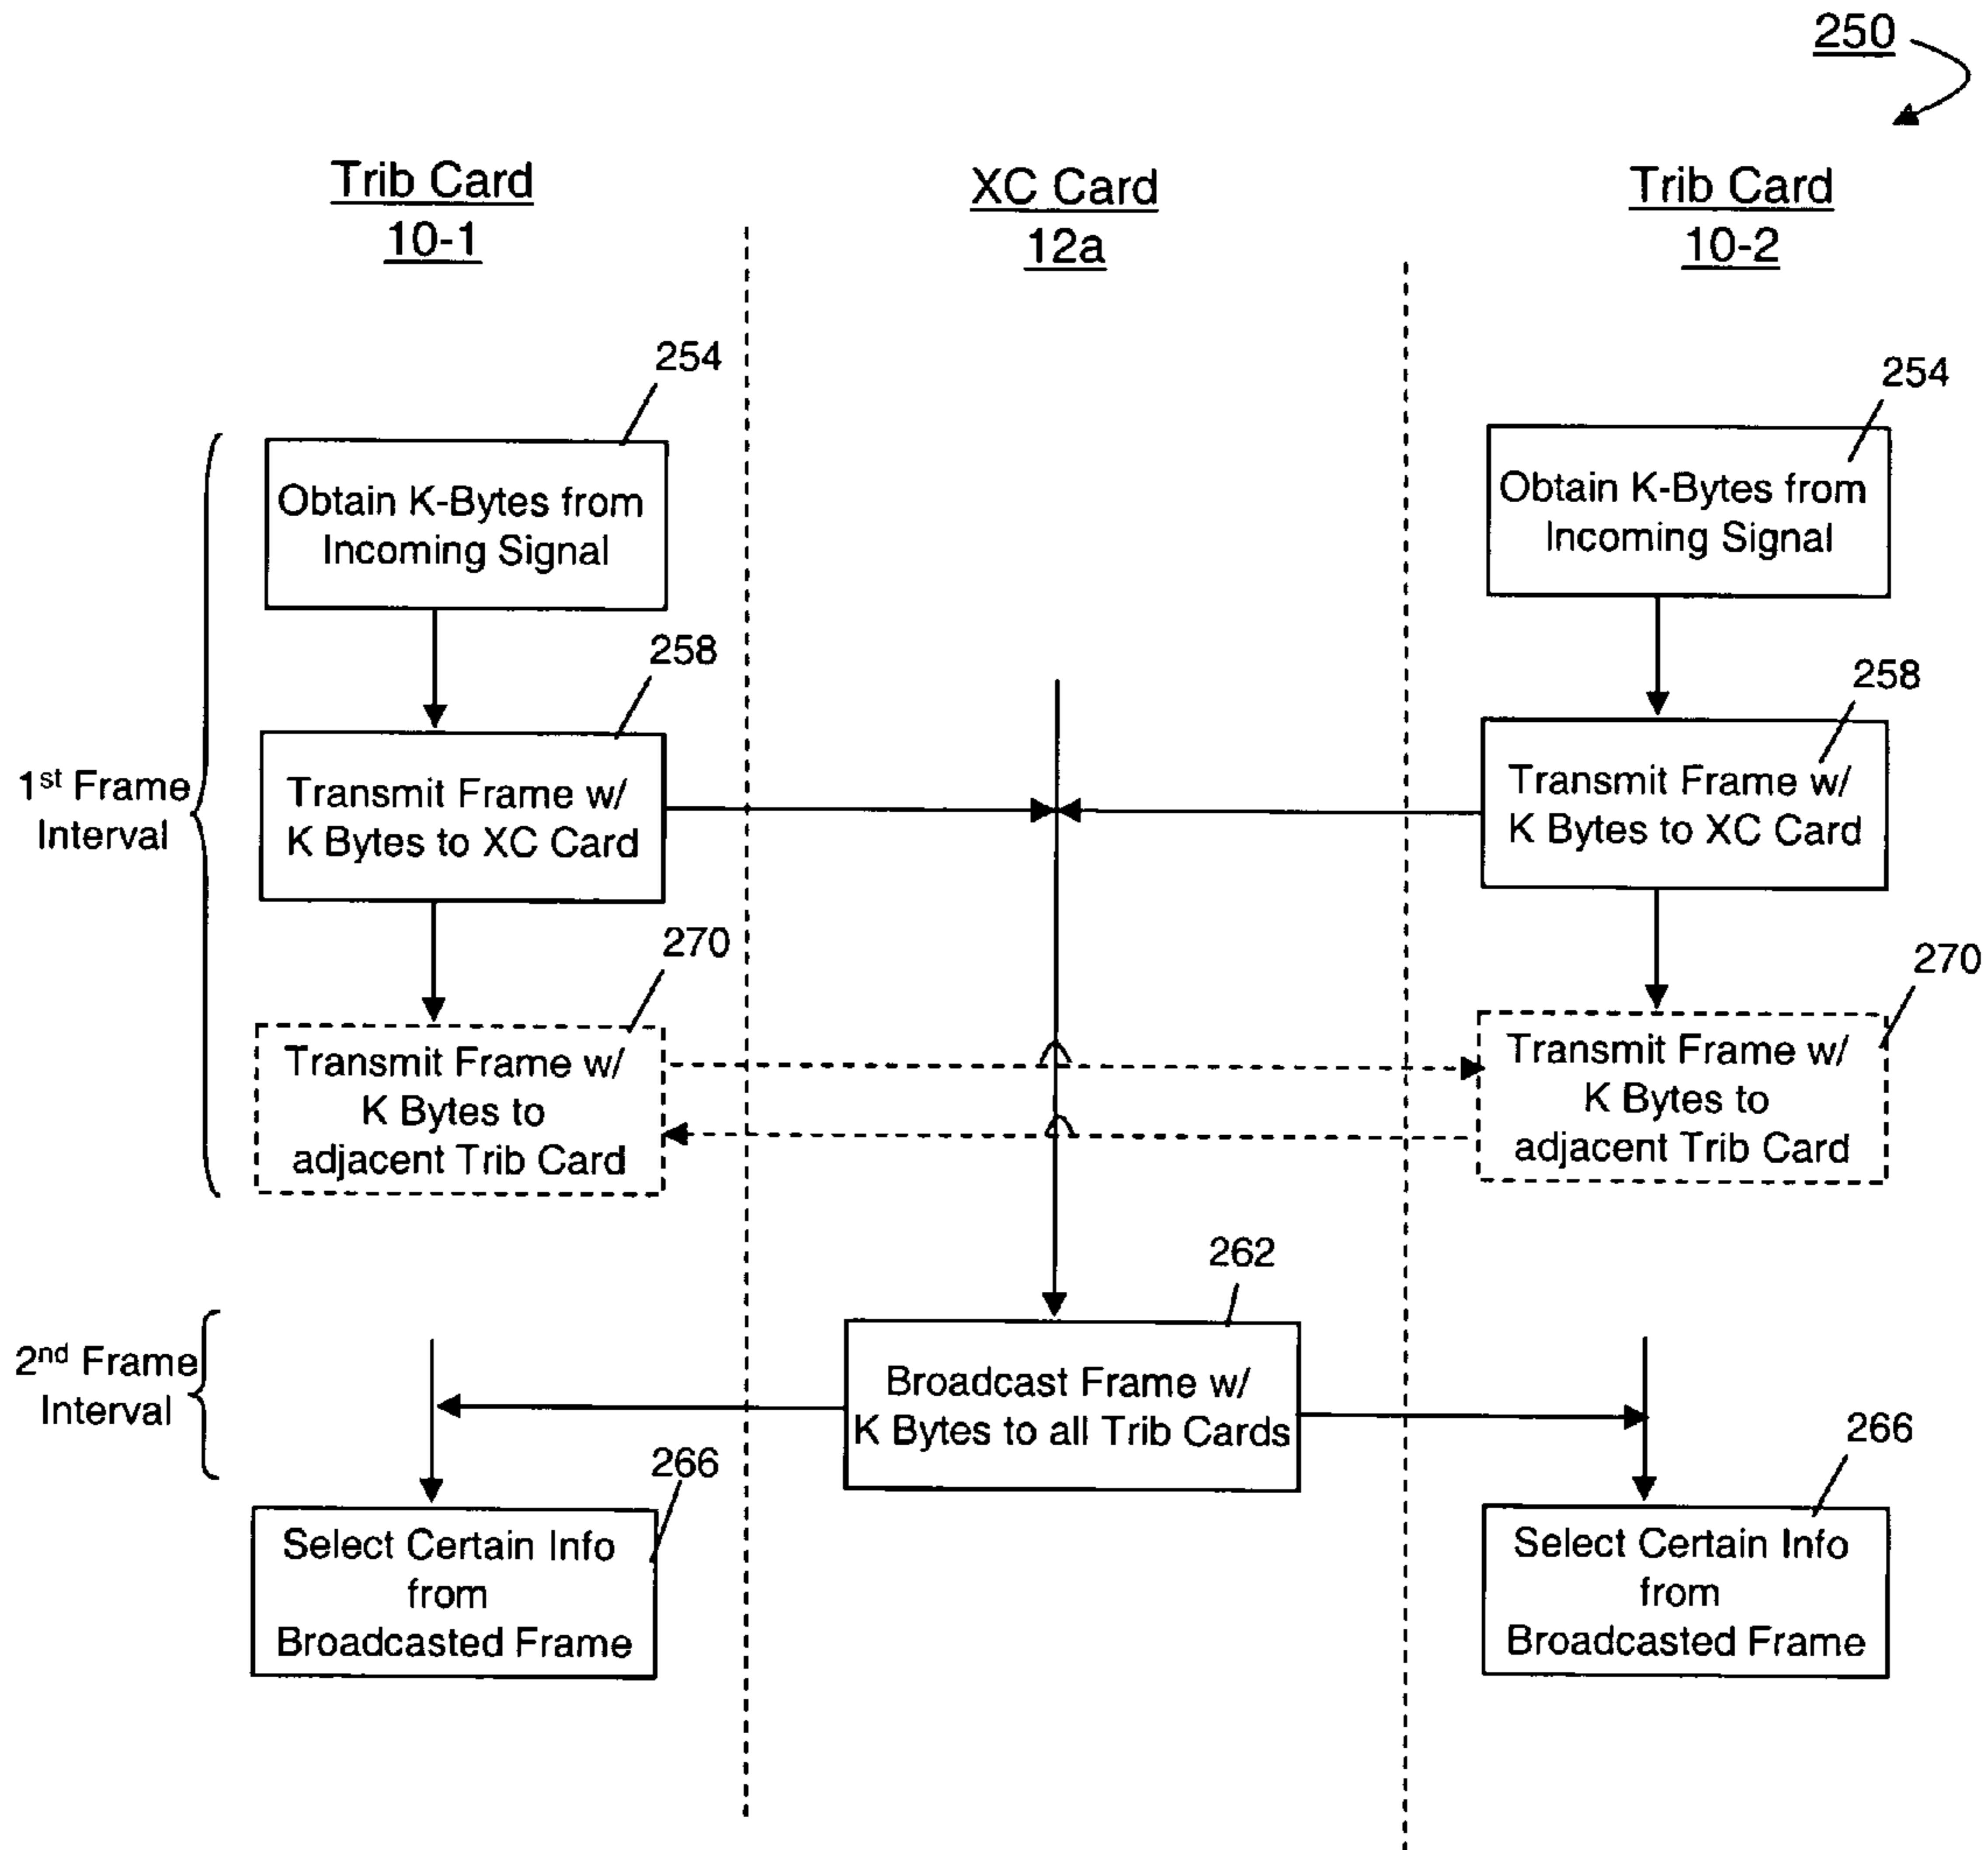 250
Trib Card
10-1
XC Card
12a
Trib Card
10-2
254
254
Obtain K-Bytes from
Incoming Signal
Obtain K-Bytes from
Incoming Signal
258
258
1st Frame
Interval
Transmit Frame w/
K Bytes to XC Card
Transmit Frame w/
K Bytes to XC Card
270
270
Transmit Frame w/
K Bytes to
adjacent Trib Card
Transmit Frame w/
K Bytes to
adjacent Trib Card
262
2nd Frame
Interval
Broadcast Frame w/
K Bytes to all Trib Cards
266
266
Select Certain Info
from
Broadcasted Frame
Select Certain Info
from
Broadcasted Frame